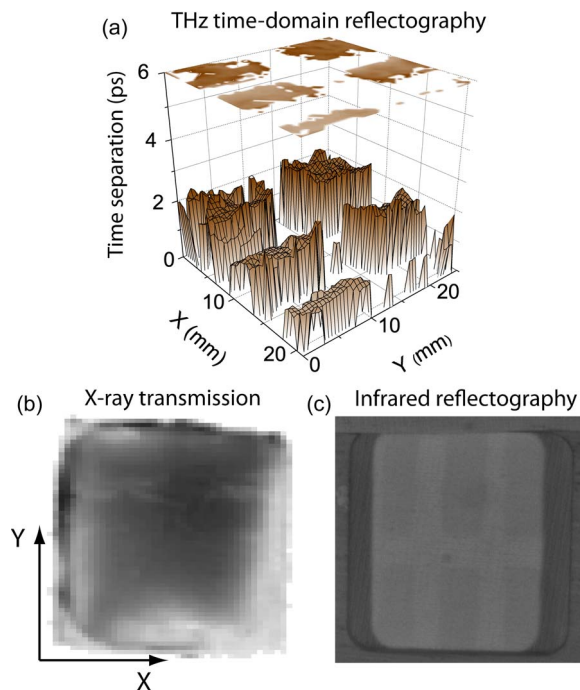 THz time-domain reflectography
(a)
6
4
2
0
Time separation (ps)
10
20
X (mm)
0
10
20
Y (mm)
(b) X-ray transmission
Y
X
(c) Infrared reflectography